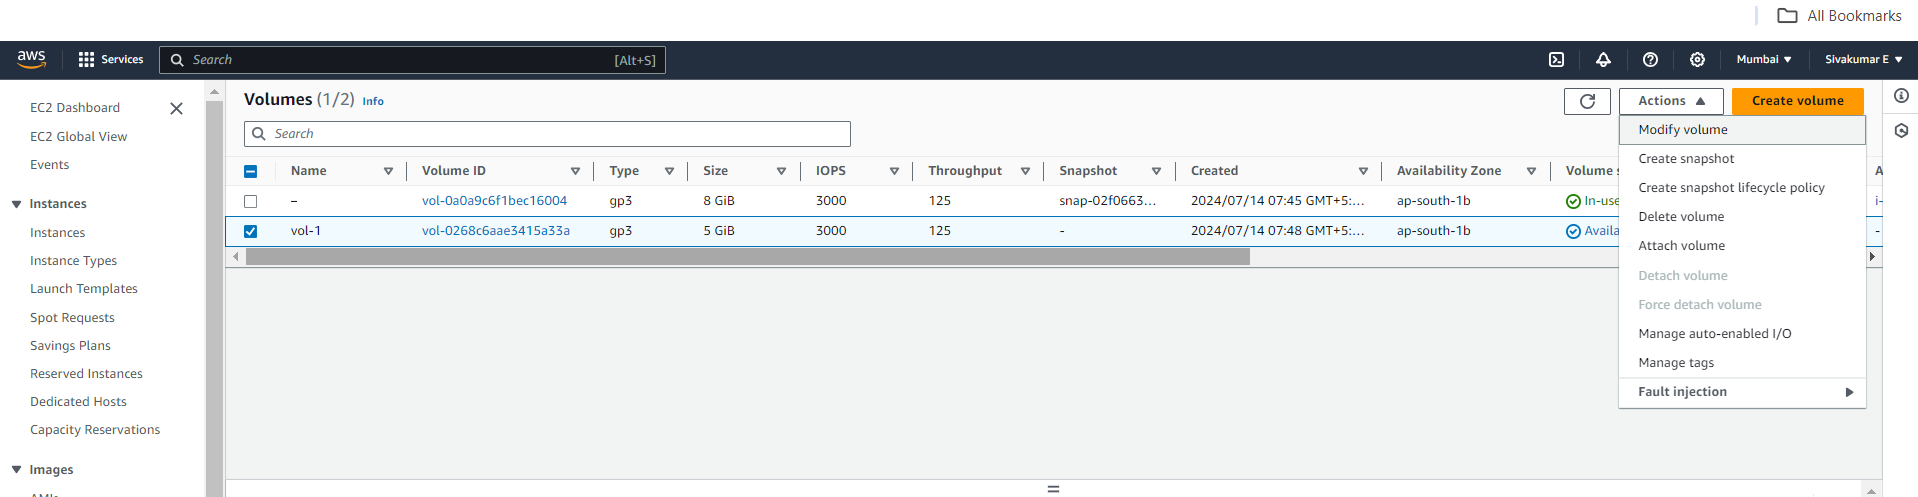 All Bookmarks
aws Services Search [Alt+S] Mumbai Sivakumar E
EC2 Dashboard
EC2 Global View
Events
Instances
Instances
Instance Types
Launch Templates
Spot Requests
Savings Plans
Reserved Instances
Dedicated Hosts
Capacity Reservations
Images
Volumes (1/2) Info
Actions Create volume
Search
Name Volume ID Type Size IOPS Throughput Snapshot Created Availability Zone Volume s A
– vol-0a0a9c6f1bec16004 gp3 8 GiB 3000 125 snap-02f0663... 2024/07/14 07:45 GMT+5:... ap-south-1b In-use i-
vol-1 vol-0268c6aae3415a33a gp3 5 GiB 3000 125 - 2024/07/14 07:48 GMT+5:... ap-south-1b Availa -
Modify volume
Create snapshot
Create snapshot lifecycle policy
Delete volume
Attach volume
Detach volume
Force detach volume
Manage auto-enabled I/O
Manage tags
Fault injection